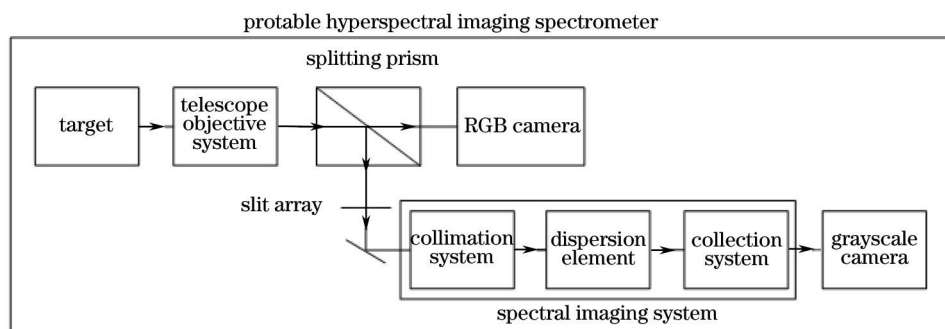 protable hyperspectral imaging spectrometer
splitting prism
target
telescope
objective
system
RGB camera
slit array
collimation
system
dispersion
element
collection
system
grayscale
camera
spectral imaging system